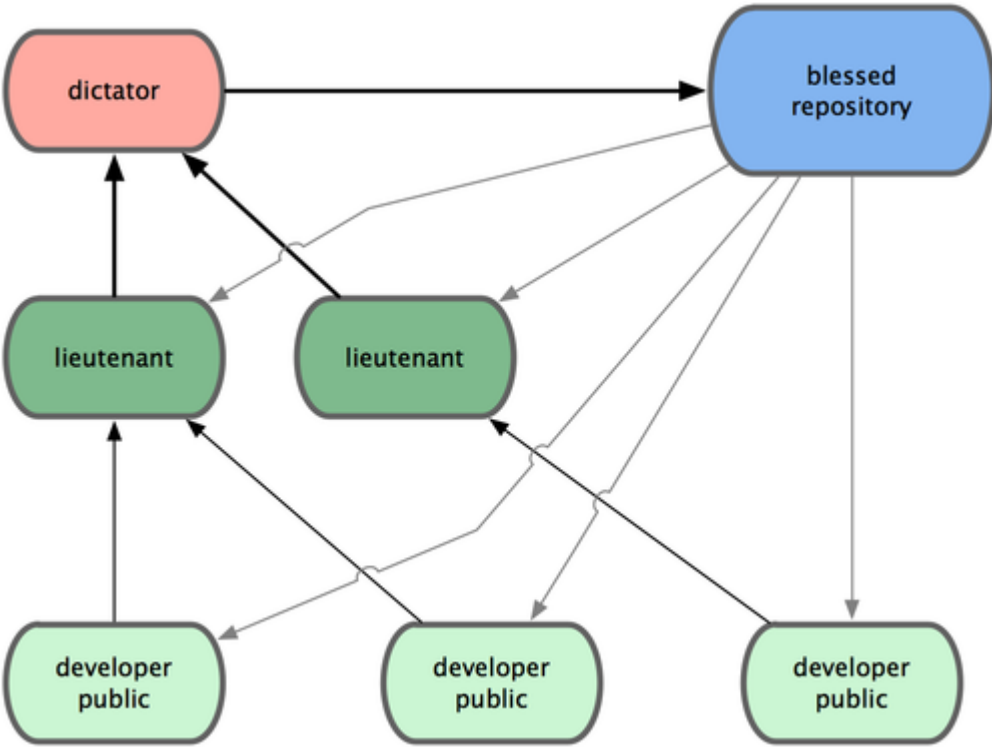 dictator
blessed
repository
lieutenant
lieutenant
developer
public
developer
public
developer
public